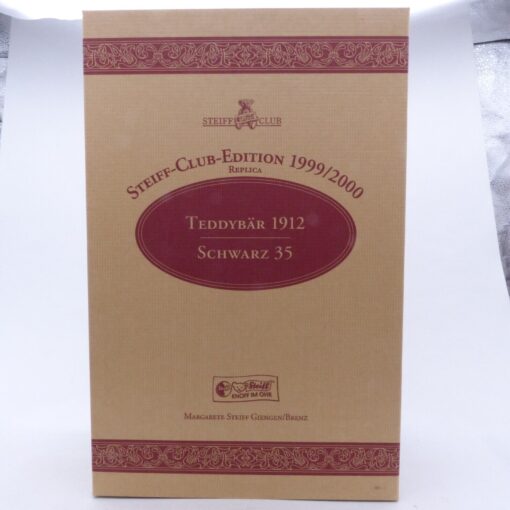 STEIFF CLUB
STEIFF-CLUB-EDITION 1999/2000
REPLICA
TEDDYBÄR 1912
SCHWARZ 35
Steiff
KNOPF IM OHR
MARGARETE STEIFF GIENGEN/BRENZ